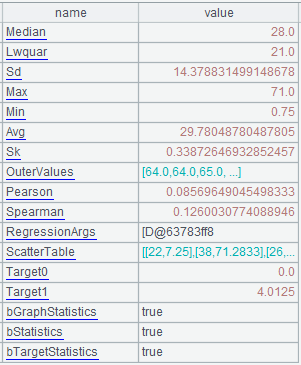 name value
Median 28.0
Lwquar 21.0
Sd 14.378831499148678
Max 71.0
Min 0.75
Avg 29.78048780487805
Sk 0.33872646932852457
OuterValues [64.0,64.0,65.0, ...]
Pearson 0.08569649045498333
Spearman 0.1260030774088946
RegressionArgs [D@63783ff8
ScatterTable [[22,7.25],[38,71.2833],[26,...
Target0 0.0
Target1 4.0125
bGraphStatistics true
bStatistics true
bTargetStatistics true